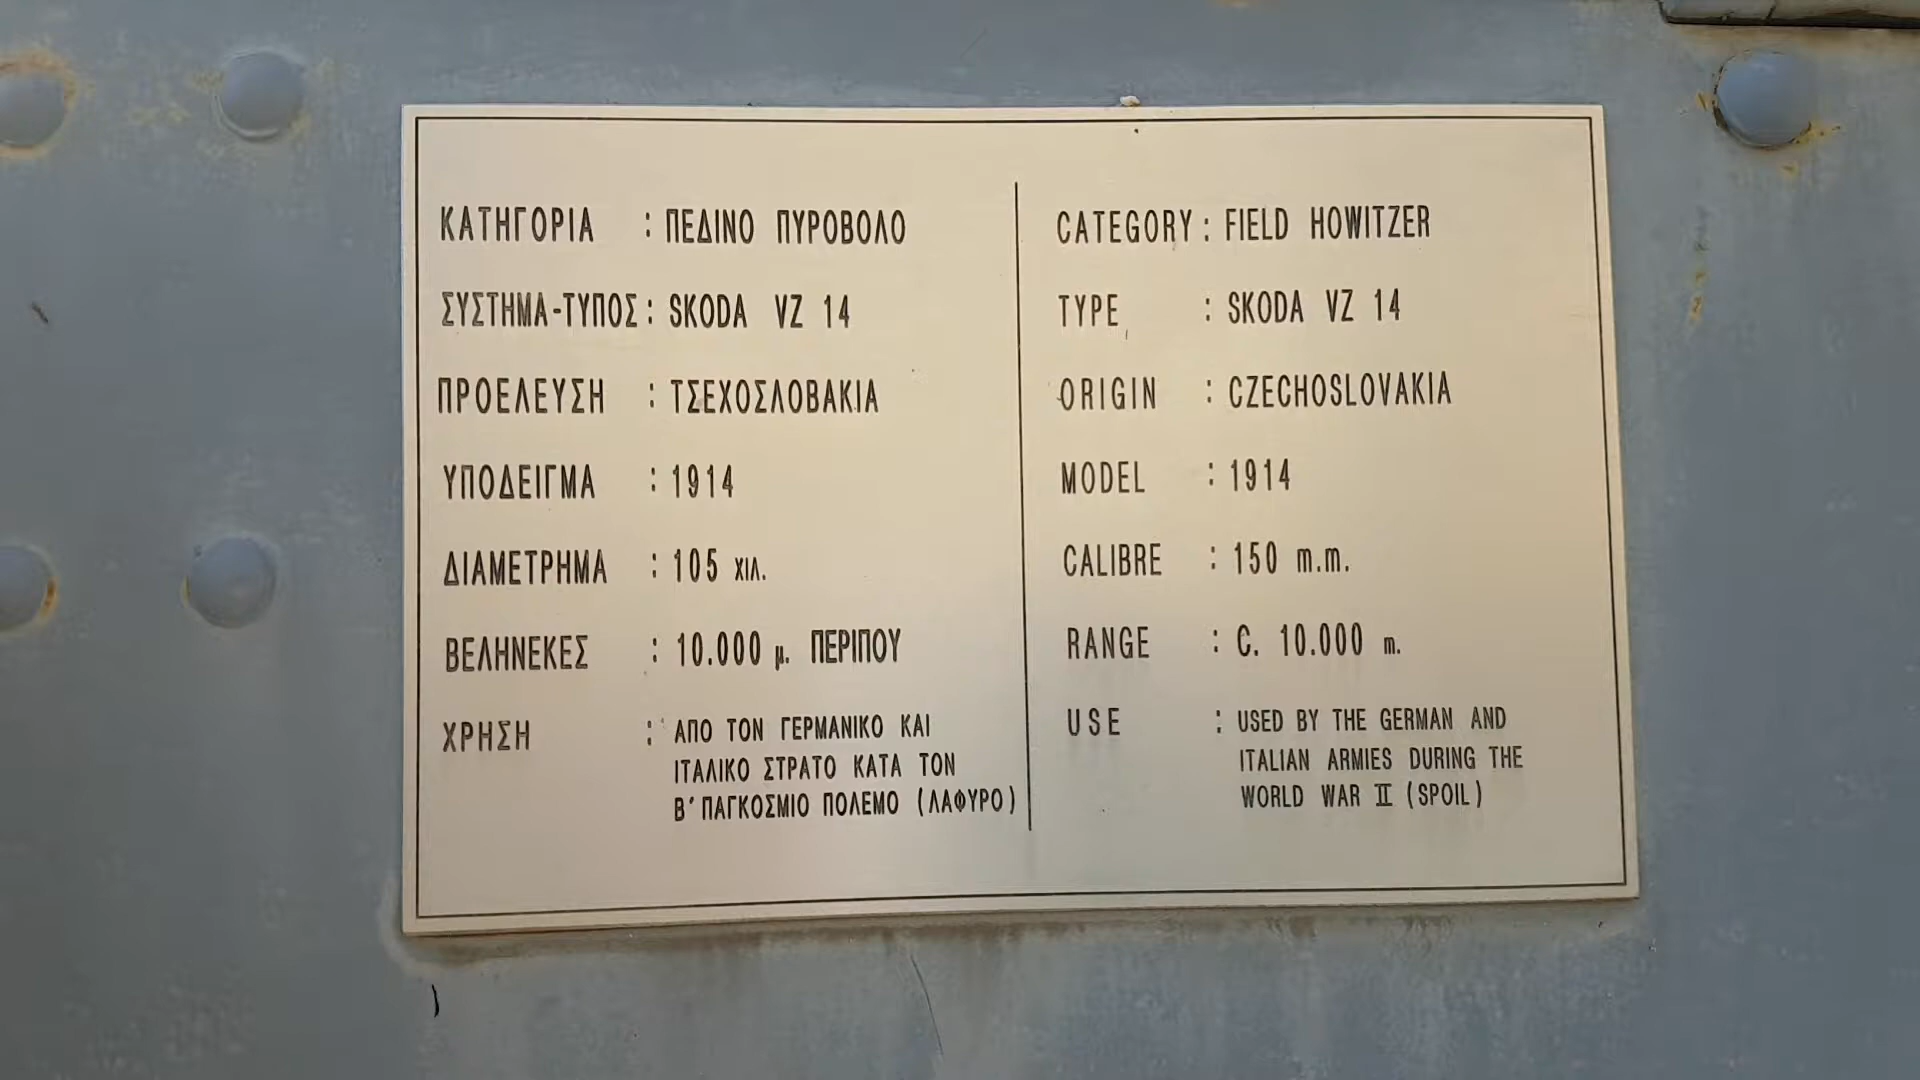 ΚΑΤΗΓΟΡΙΑ : ΠΕΔΙΝΟ ΠΥΡΟΒΟΛΟ
ΣΥΣΤΗΜΑ-ΤΥΠΟΣ : SKODA VZ 14
ΠΡΟΕΛΕΥΣΗ : ΤΣΕΧΟΣΛΟΒΑΚΙΑ
ΥΠΟΔΕΙΓΜΑ : 1914
ΔΙΑΜΕΤΡΗΜΑ : 105 ΧΙΛ.
ΒΕΛΗΝΕΚΕΣ : 10.000 μ. ΠΕΡΙΠΟΥ
ΧΡΗΣΗ : ΑΠΟ ΤΟΝ ΓΕΡΜΑΝΙΚΟ ΚΑΙ
ΙΤΑΛΙΚΟ ΣΤΡΑΤΟ ΚΑΤΑ ΤΟΝ
Β' ΠΑΓΚΟΣΜΙΟ ΠΟΛΕΜΟ (ΛΑΦΥΡΟ)
CATEGORY : FIELD HOWITZER
TYPE : SKODA VZ 14
ORIGIN : CZECHOSLOVAKIA
MODEL : 1914
CALIBRE : 150 m.m.
RANGE : C. 10.000 m.
USE : USED BY THE GERMAN AND
ITALIAN ARMIES DURING THE
WORLD WAR II (SPOIL)